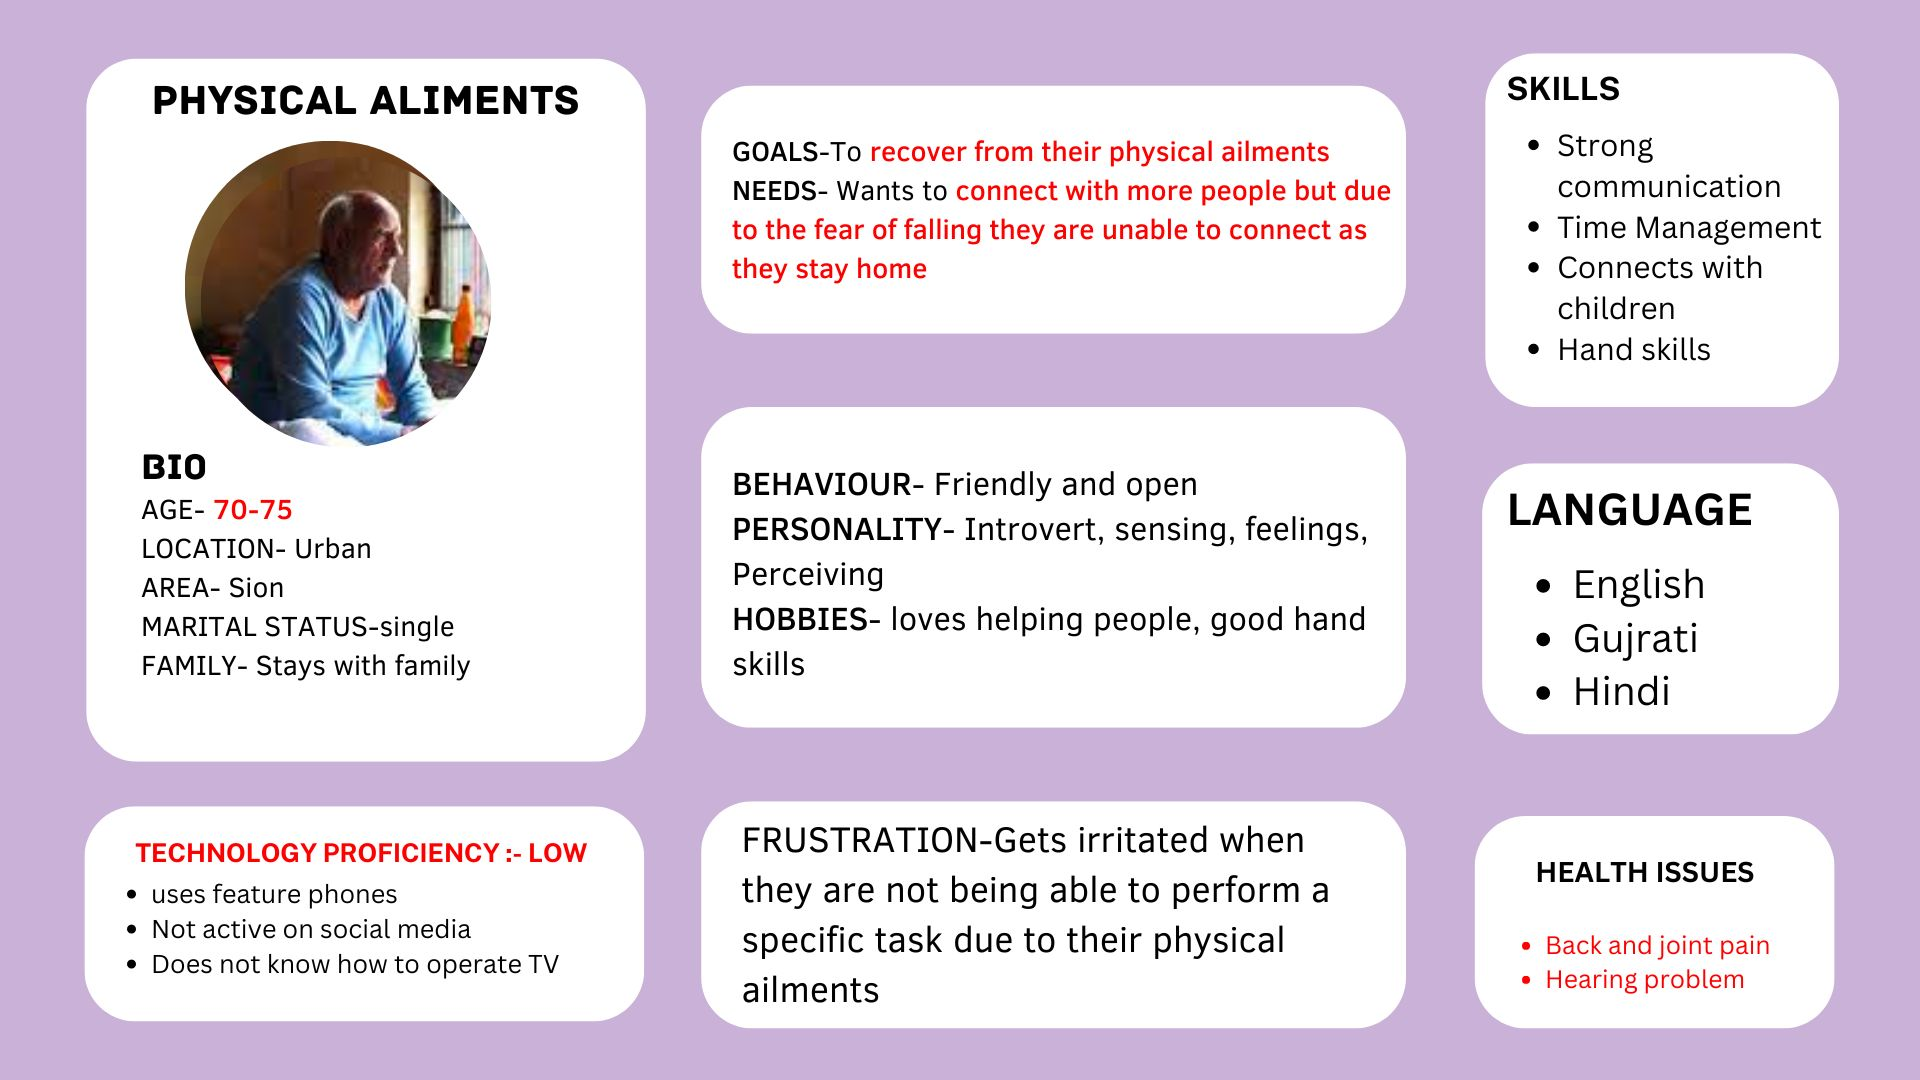 PHYSICAL ALIMENTS
BIO
AGE- 70-75
LOCATION- Urban
AREA- Sion
MARITAL STATUS-single
FAMILY- Stays with family
TECHNOLOGY PROFICIENCY :- LOW
• uses feature phones
• Not active on social media
• Does not know how to operate TV
GOALS-To recover from their physical ailments
NEEDS- Wants to connect with more people but due
to the fear of falling they are unable to connect as
they stay home
BEHAVIOUR- Friendly and open
PERSONALITY- Introvert, sensing, feelings,
Perceiving
HOBBIES- loves helping people, good hand
skills
FRUSTRATION-Gets irritated when
they are not being able to perform a
specific task due to their physical
ailments
SKILLS
• Strong
communication
• Time Management
• Connects with
children
• Hand skills
LANGUAGE
• English
• Gujrati
• Hindi
HEALTH ISSUES
• Back and joint pain
• Hearing problem